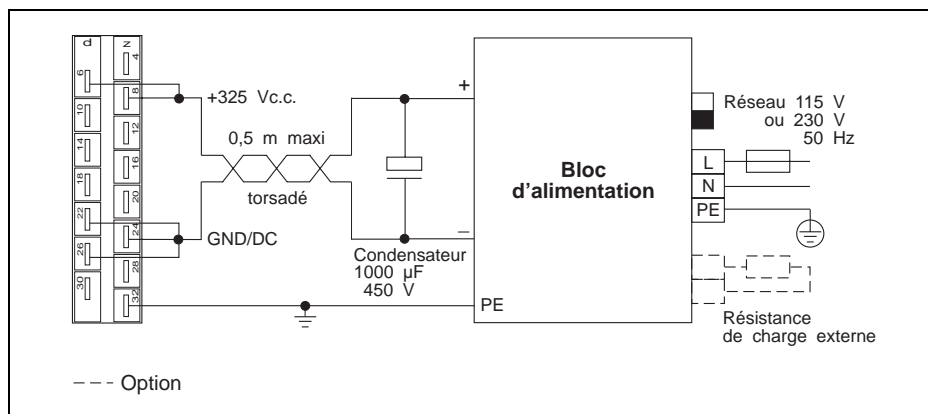 d
z
4
6
8
10
12
14
16
18
20
22
24
26
28
30
32
+325 Vc.c.
0,5 m maxi
torsadé
GND/DC
Condensateur
1000 µF
450 V
+
–
PE
Bloc
d'alimentation
Réseau 115 V
ou 230 V
50 Hz
L
N
PE
Résistance
de charge externe
Option